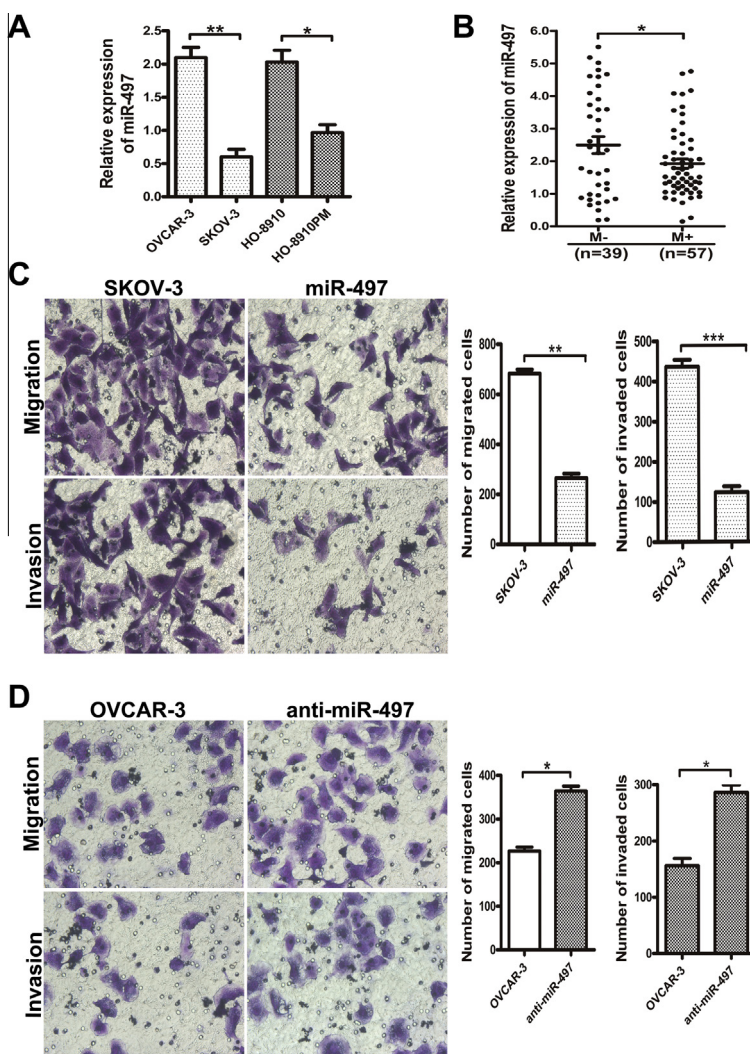 A
Relative expression
of miR-497
2.5
2.0
1.5
1.0
0.5
0.0
**
*
OVCAR-3
SKOV-3
HO-8910
HO-8910PM
B
Relative expression of miR-497
6.0
5.0
4.0
3.0
2.0
1.0
0.0
*
M-
M+
(n=39)
(n=57)
C
SKOV-3
miR-497
Migration
Invasion
Number of migrated cells
800
600
400
200
0
**
SKOV-3
miR-497
Number of invaded cells
500
400
300
200
100
0
***
SKOV-3
miR-497
D
OVCAR-3
anti-miR-497
Migration
Invasion
Number of migrated cells
400
300
200
100
0
*
OVCAR-3
anti-miR-497
Number of invaded cells
300
200
100
0
*
OVCAR-3
anti-miR-497